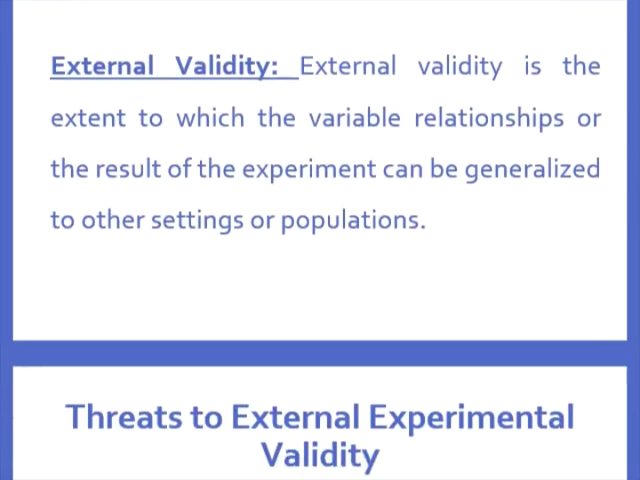 External Validity: External validity is the
extent to which the variable relationships or
the result of the experiment can be generalized
to other settings or populations.
Threats to External Experimental
Validity